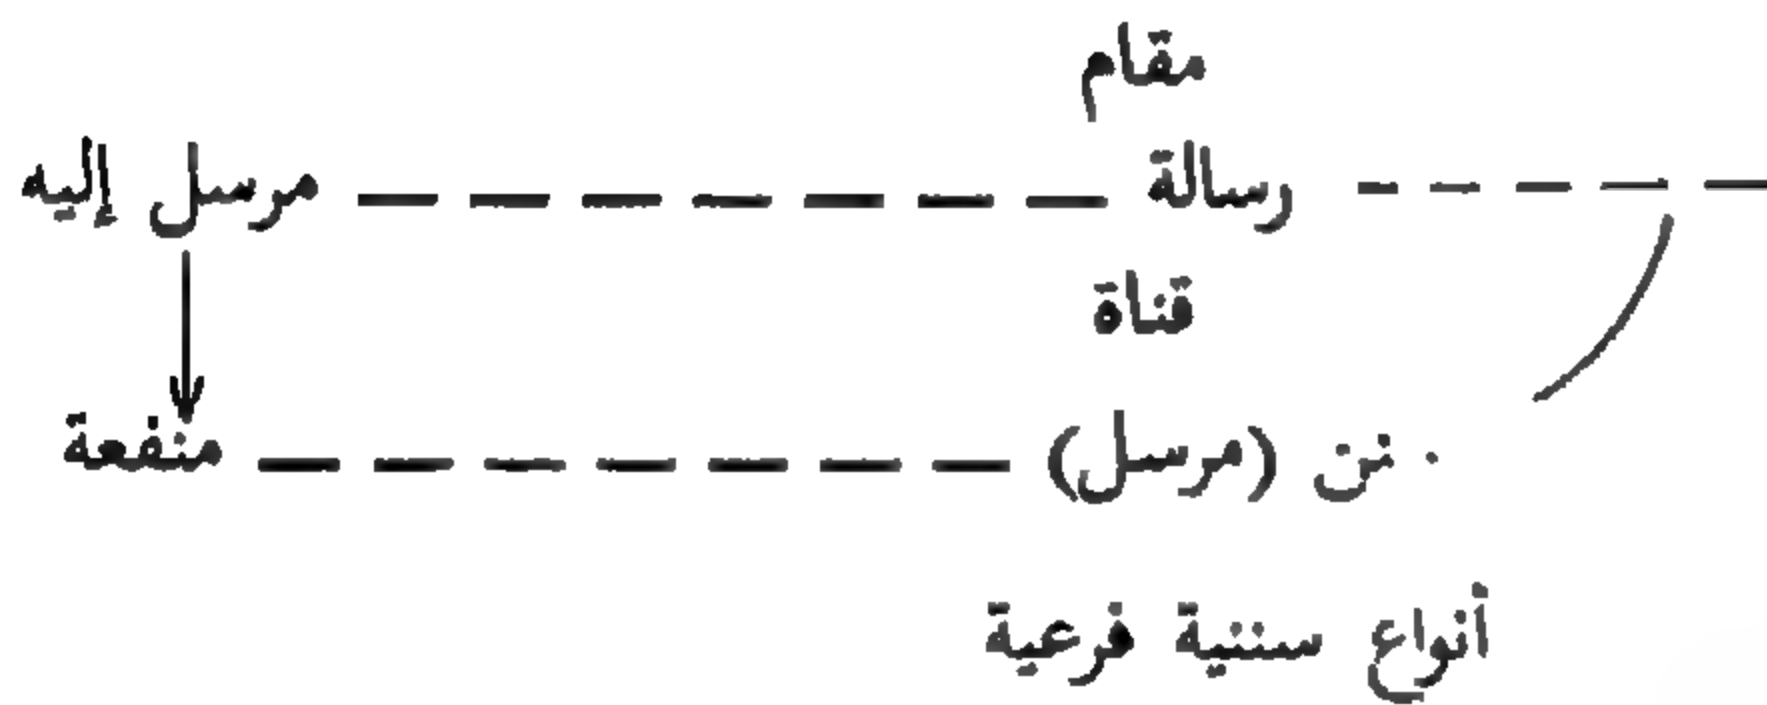 مقام
رسالة مرسل إليه
قناة
(مرسل) منفعة
أنواع سننية فرعية